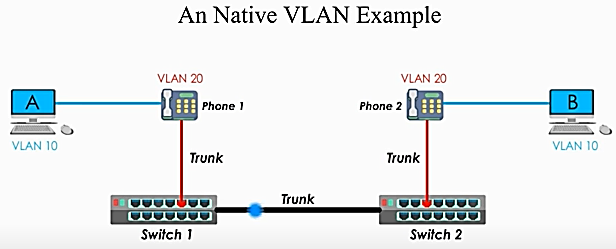 An Native VLAN Example
VLAN 20
VLAN 20
A
Phone 1
Phone 2
B
VLAN 10
VLAN 10
Trunk
Trunk
Trunk
Switch 1
Switch 2